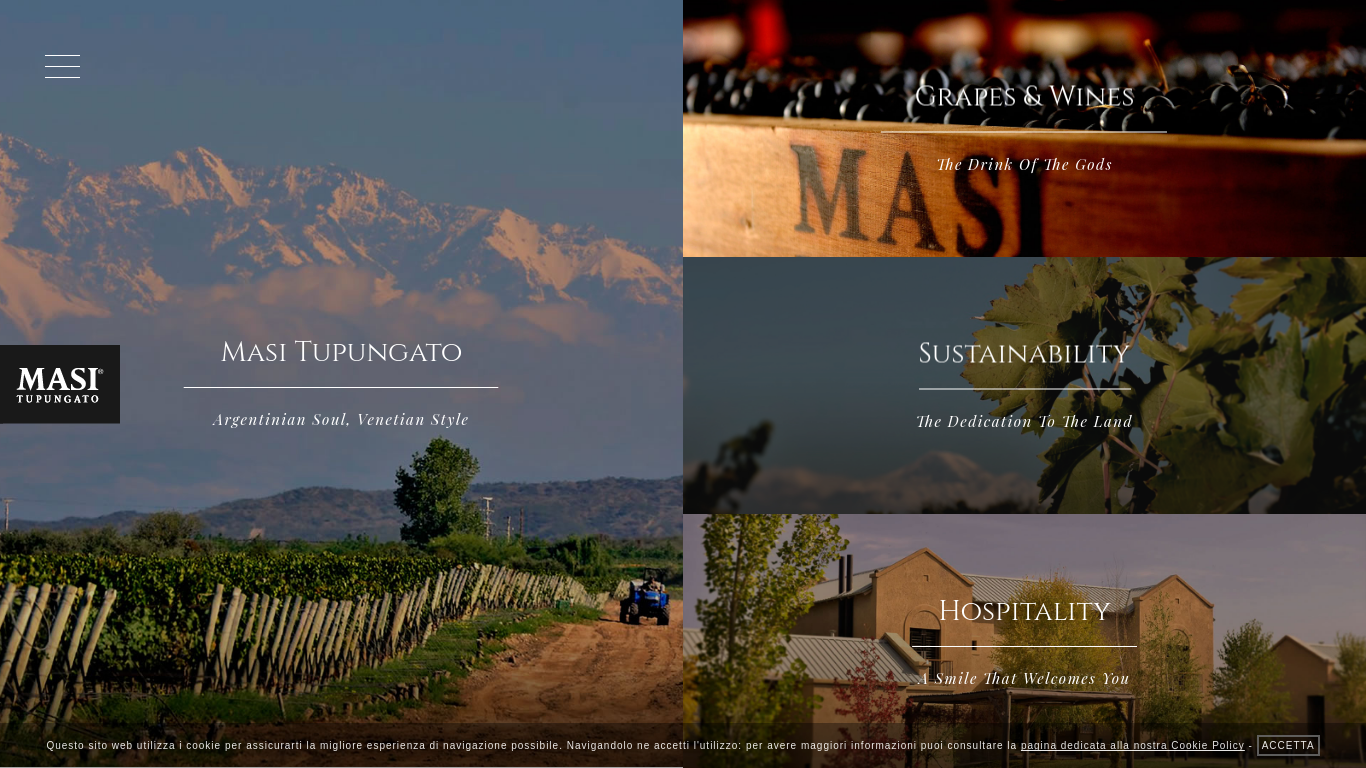 Masi Tupungato
Argentinian Soul, Venetian Style
MASI®
TUPUNGATO
Grapes & Wines
The Drink Of The Gods
MASI
Sustainability
The Dedication To The Land
Hospitality
A Smile That Welcomes You
Questo sito web utilizza i cookie per assicurarti la migliore esperienza di navigazione possibile. Navigandolo ne accetti l'utilizzo: per avere maggiori informazioni puoi consultare la pagina dedicata alla nostra Cookie Policy - ACCETTA